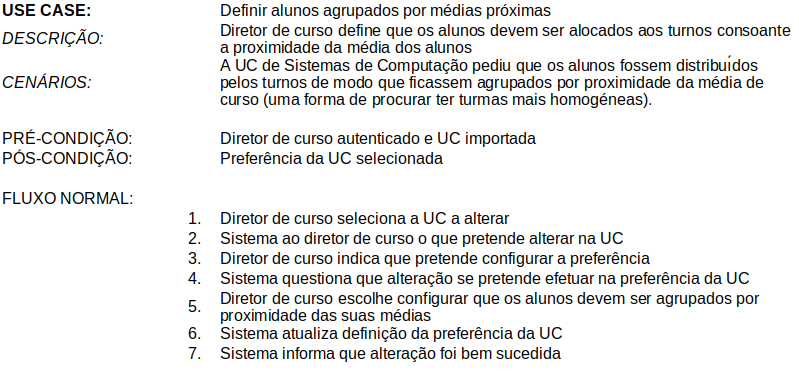 USE CASE: Definir alunos agrupados por médias próximas
DESCRIÇÃO: Diretor de curso define que os alunos devem ser alocados aos turnos consoante
a proximidade da média dos alunos
CENÁRIOS: A UC de Sistemas de Computação pediu que os alunos fossem distribuídos
pelos turnos de modo que ficassem agrupados por proximidade da média de
curso (uma forma de procurar ter turmas mais homogéneas).
PRÉ-CONDIÇÃO: Diretor de curso autenticado e UC importada
PÓS-CONDIÇÃO: Preferência da UC selecionada
FLUXO NORMAL:
1. Diretor de curso seleciona a UC a alterar
2. Sistema ao diretor de curso o que pretende alterar na UC
3. Diretor de curso indica que pretende configurar a preferência
4. Sistema questiona que alteração se pretende efetuar na preferência da UC
5. Diretor de curso escolhe configurar que os alunos devem ser agrupados por
proximidade das suas médias
6. Sistema atualiza definição da preferência da UC
7. Sistema informa que alteração foi bem sucedida